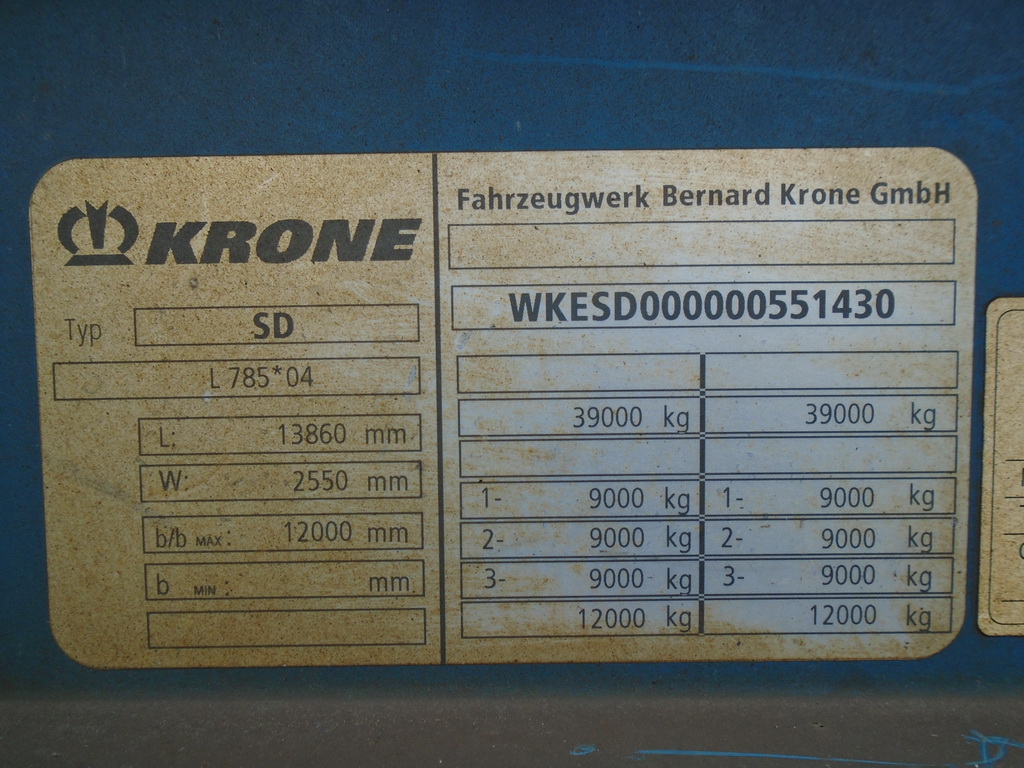 KRONE
Typ SD
L 785*04
L: 13860 mm
W: 2550 mm
b/b MAX: 12000 mm
b MIN: mm
Fahrzeugwerk Bernard Krone GmbH
WKESD000000551430
39000 kg 39000 kg
1- 9000 kg 1- 9000 kg
2- 9000 kg 2- 9000 kg
3- 9000 kg 3- 9000 kg
12000 kg 12000 kg